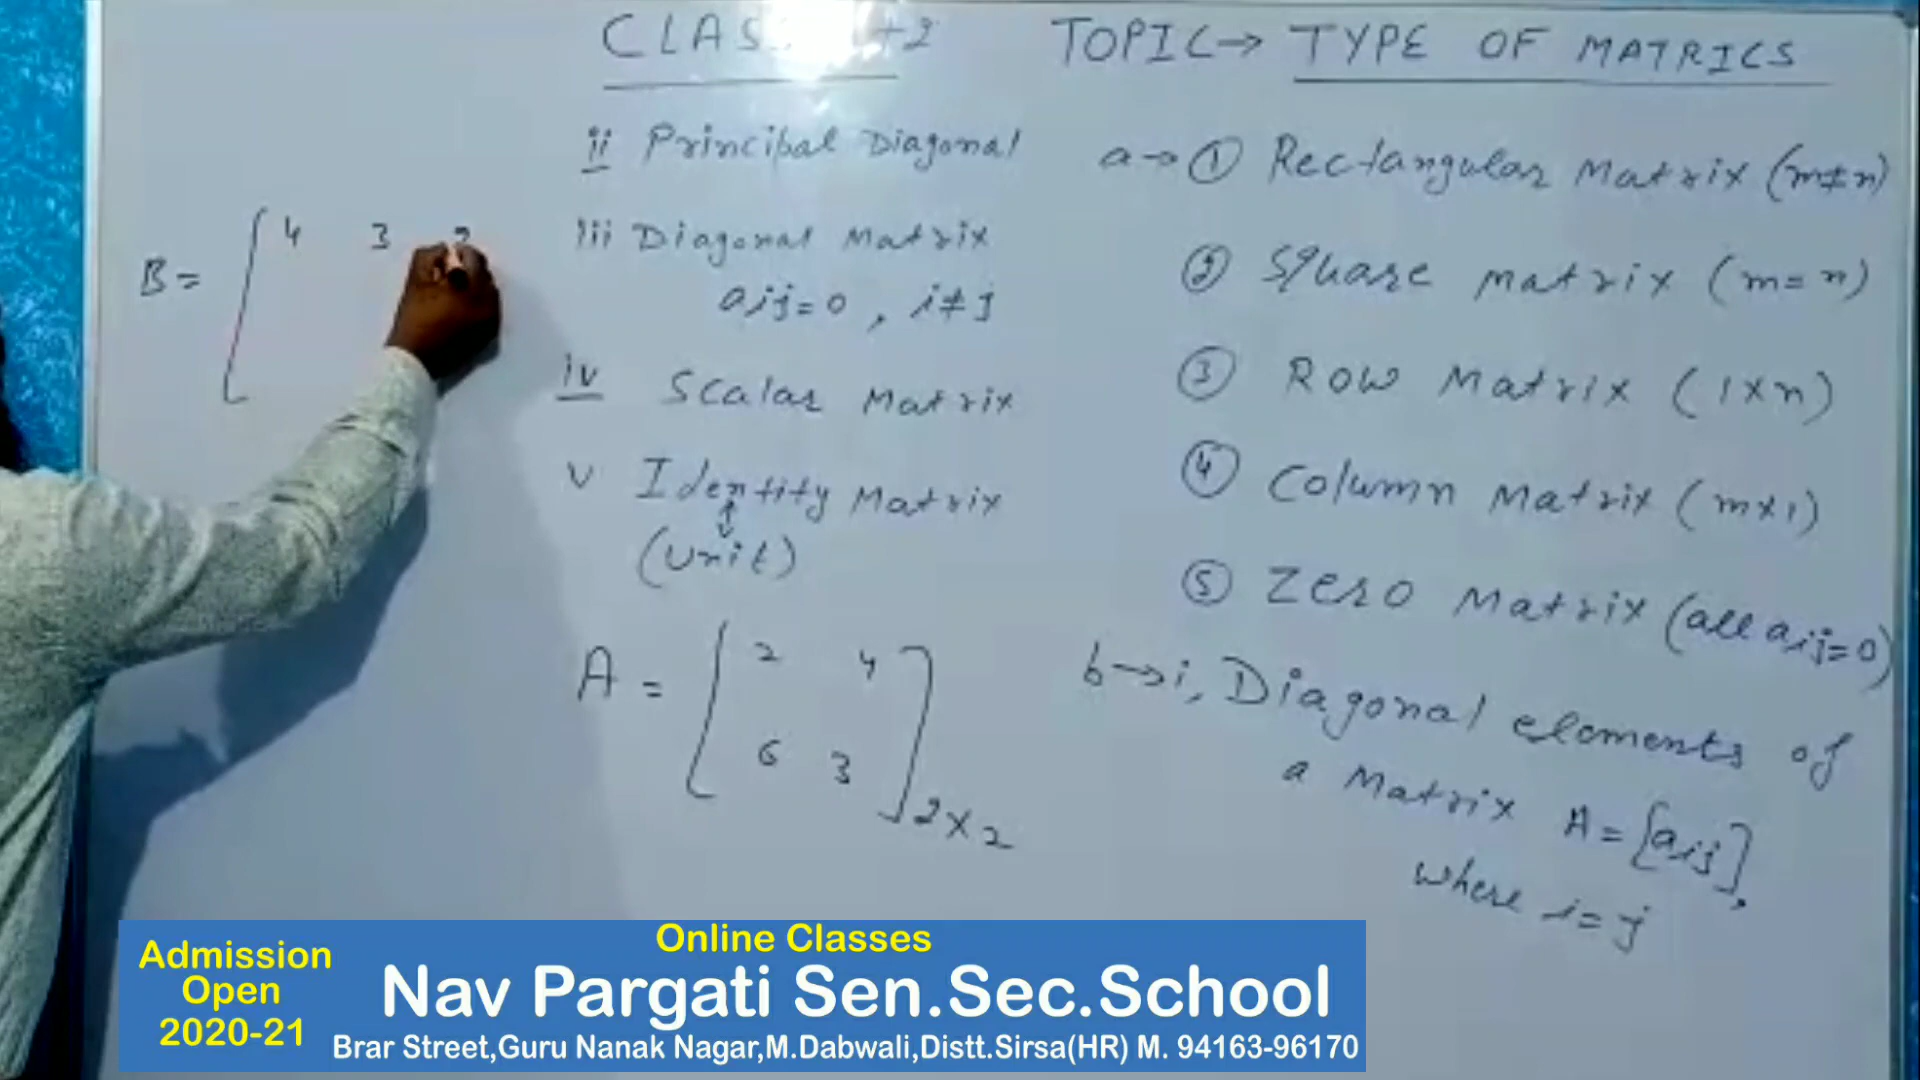 CLAS +2
TOPIC→ TYPE OF MATRICS
ii Principal Diagonal
iii Diagonal Matrix
aij=0, i≠j
iv Scalar Matrix
v Identity Matrix
(Unit)
A = [2 4
6 3] 2×2
B = [4 3
a→ ① Rectangular Matrix (m≠n)
② Square Matrix (m=n)
③ Row Matrix (1×n)
④ Column Matrix (m×1)
⑤ Zero Matrix (all aij=0)
b→i, Diagonal elements of
a Matrix A=[aij],
where i=j
Admission
Open
2020-21
Online Classes
Nav Pargati Sen.Sec.School
Brar Street,Guru Nanak Nagar,M.Dabwali,Distt.Sirsa(HR) M. 94163-96170